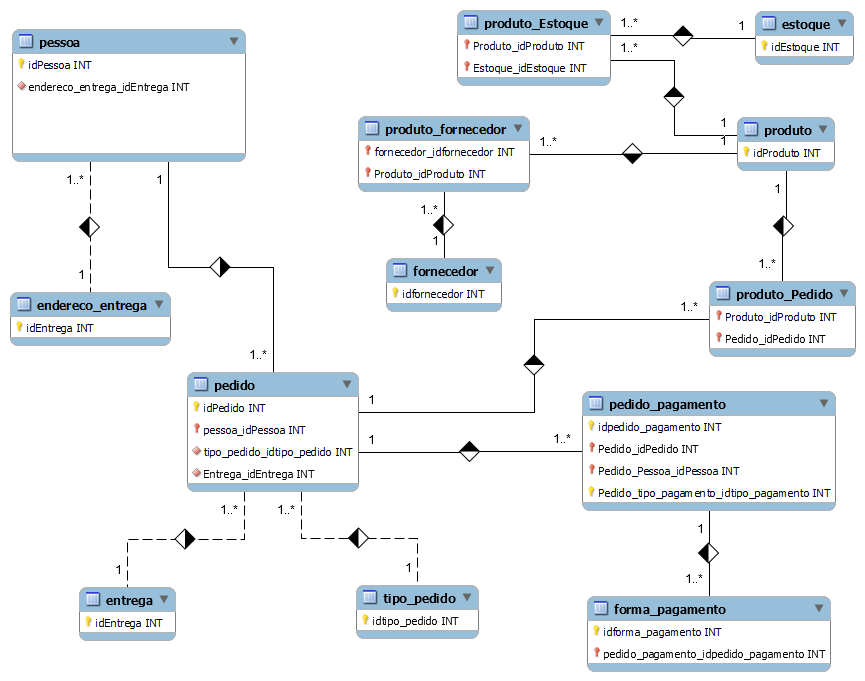 pessoa
idPessoa INT
endereco_entrega_idEntrega INT
produto_Estoque
Produto_idProduto INT
Estoque_idEstoque INT
1..*
1
estoque
idEstoque INT
1..*
1
produto_fornecedor
fornecedor_idfornecedor INT
Produto_idProduto INT
1..*
1
produto
idProduto INT
1..*
1
1
1..*
1
fornecedor
idfornecedor INT
1
1..*
1..*
1
endereco_entrega
idEntrega INT
produto_Pedido
Produto_idProduto INT
Pedido_idPedido INT
1..*
1..*
pedido
idPedido INT
pessoa_idPessoa INT
tipo_pedido_idtipo_pedido INT
Entrega_idEntrega INT
1
1
1..*
pedido_pagamento
idpedido_pagamento INT
Pedido_idPedido INT
Pedido_Pessoa_idPessoa INT
Pedido_tipo_pagamento_idtipo_pagamento INT
1..*
1..*
1
1
1
1..*
entrega
idEntrega INT
tipo_pedido
idtipo_pedido INT
forma_pagamento
idforma_pagamento INT
pedido_pagamento_idpedido_pagamento INT